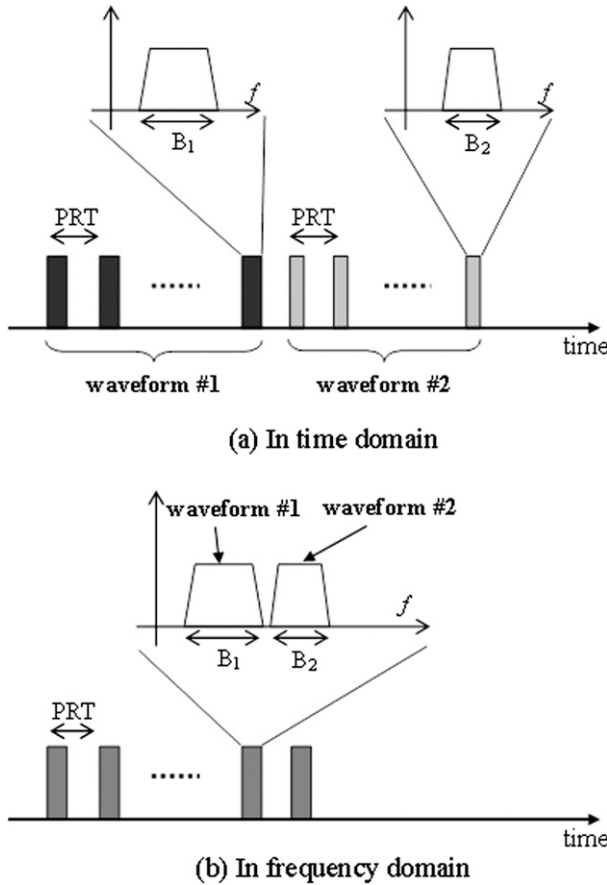 f
f
B₁
B₂
PRT
PRT
........
........
time
waveform #1
waveform #2
(a) In time domain
waveform #1
waveform #2
f
B₁
B₂
PRT
........
time
(b) In frequency domain